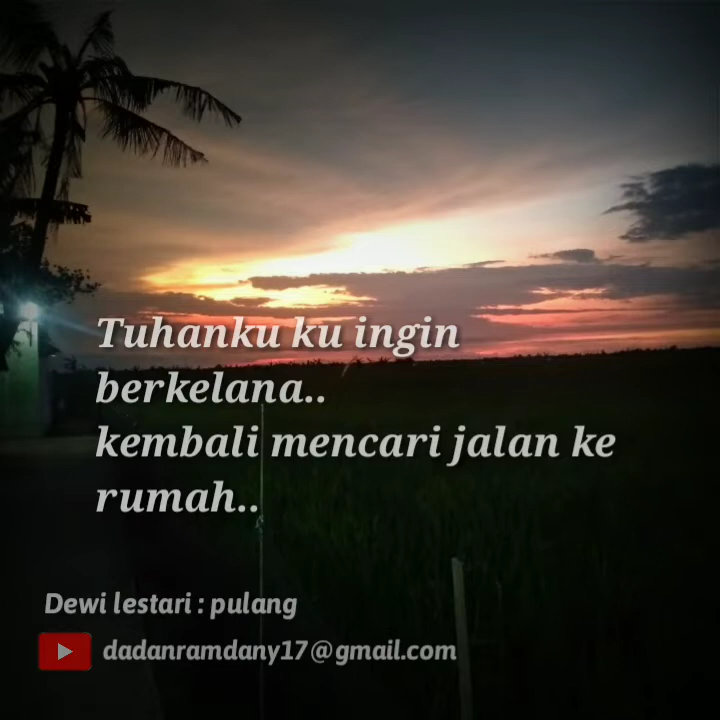 Tuhanku ku ingin
berkelana..
kembali mencari jalan ke
rumah..
Dewi lestari : pulang
dadanramdany17@gmail.com